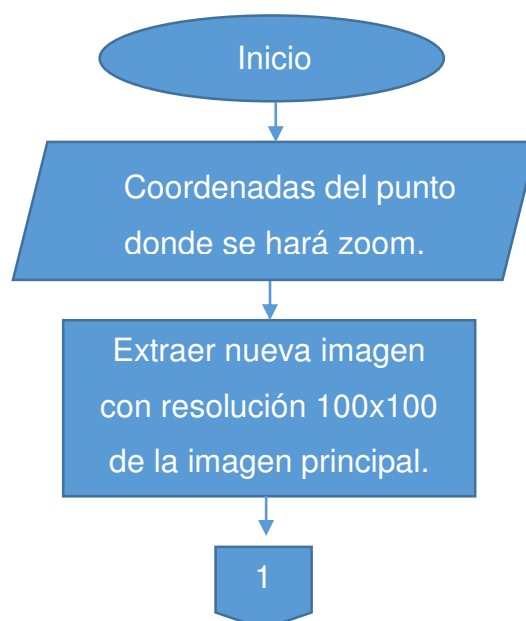 Inicio
Coordenadas del punto
donde se hará zoom.
Extraer nueva imagen
con resolución 100x100
de la imagen principal.
1